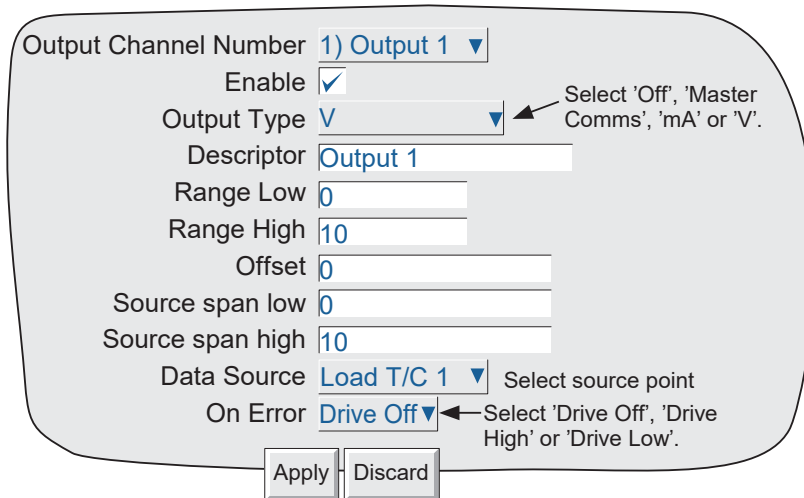 Output Channel Number 1) Output 1
Enable
Output Type V
Select 'Off', 'Master
Comms', 'mA' or 'V'.
Descriptor Output 1
Range Low 0
Range High 10
Offset 0
Source span low 0
Source span high 10
Data Source Load T/C 1 Select source point
On Error Drive Off Select 'Drive Off', 'Drive
High' or 'Drive Low'.
Apply Discard